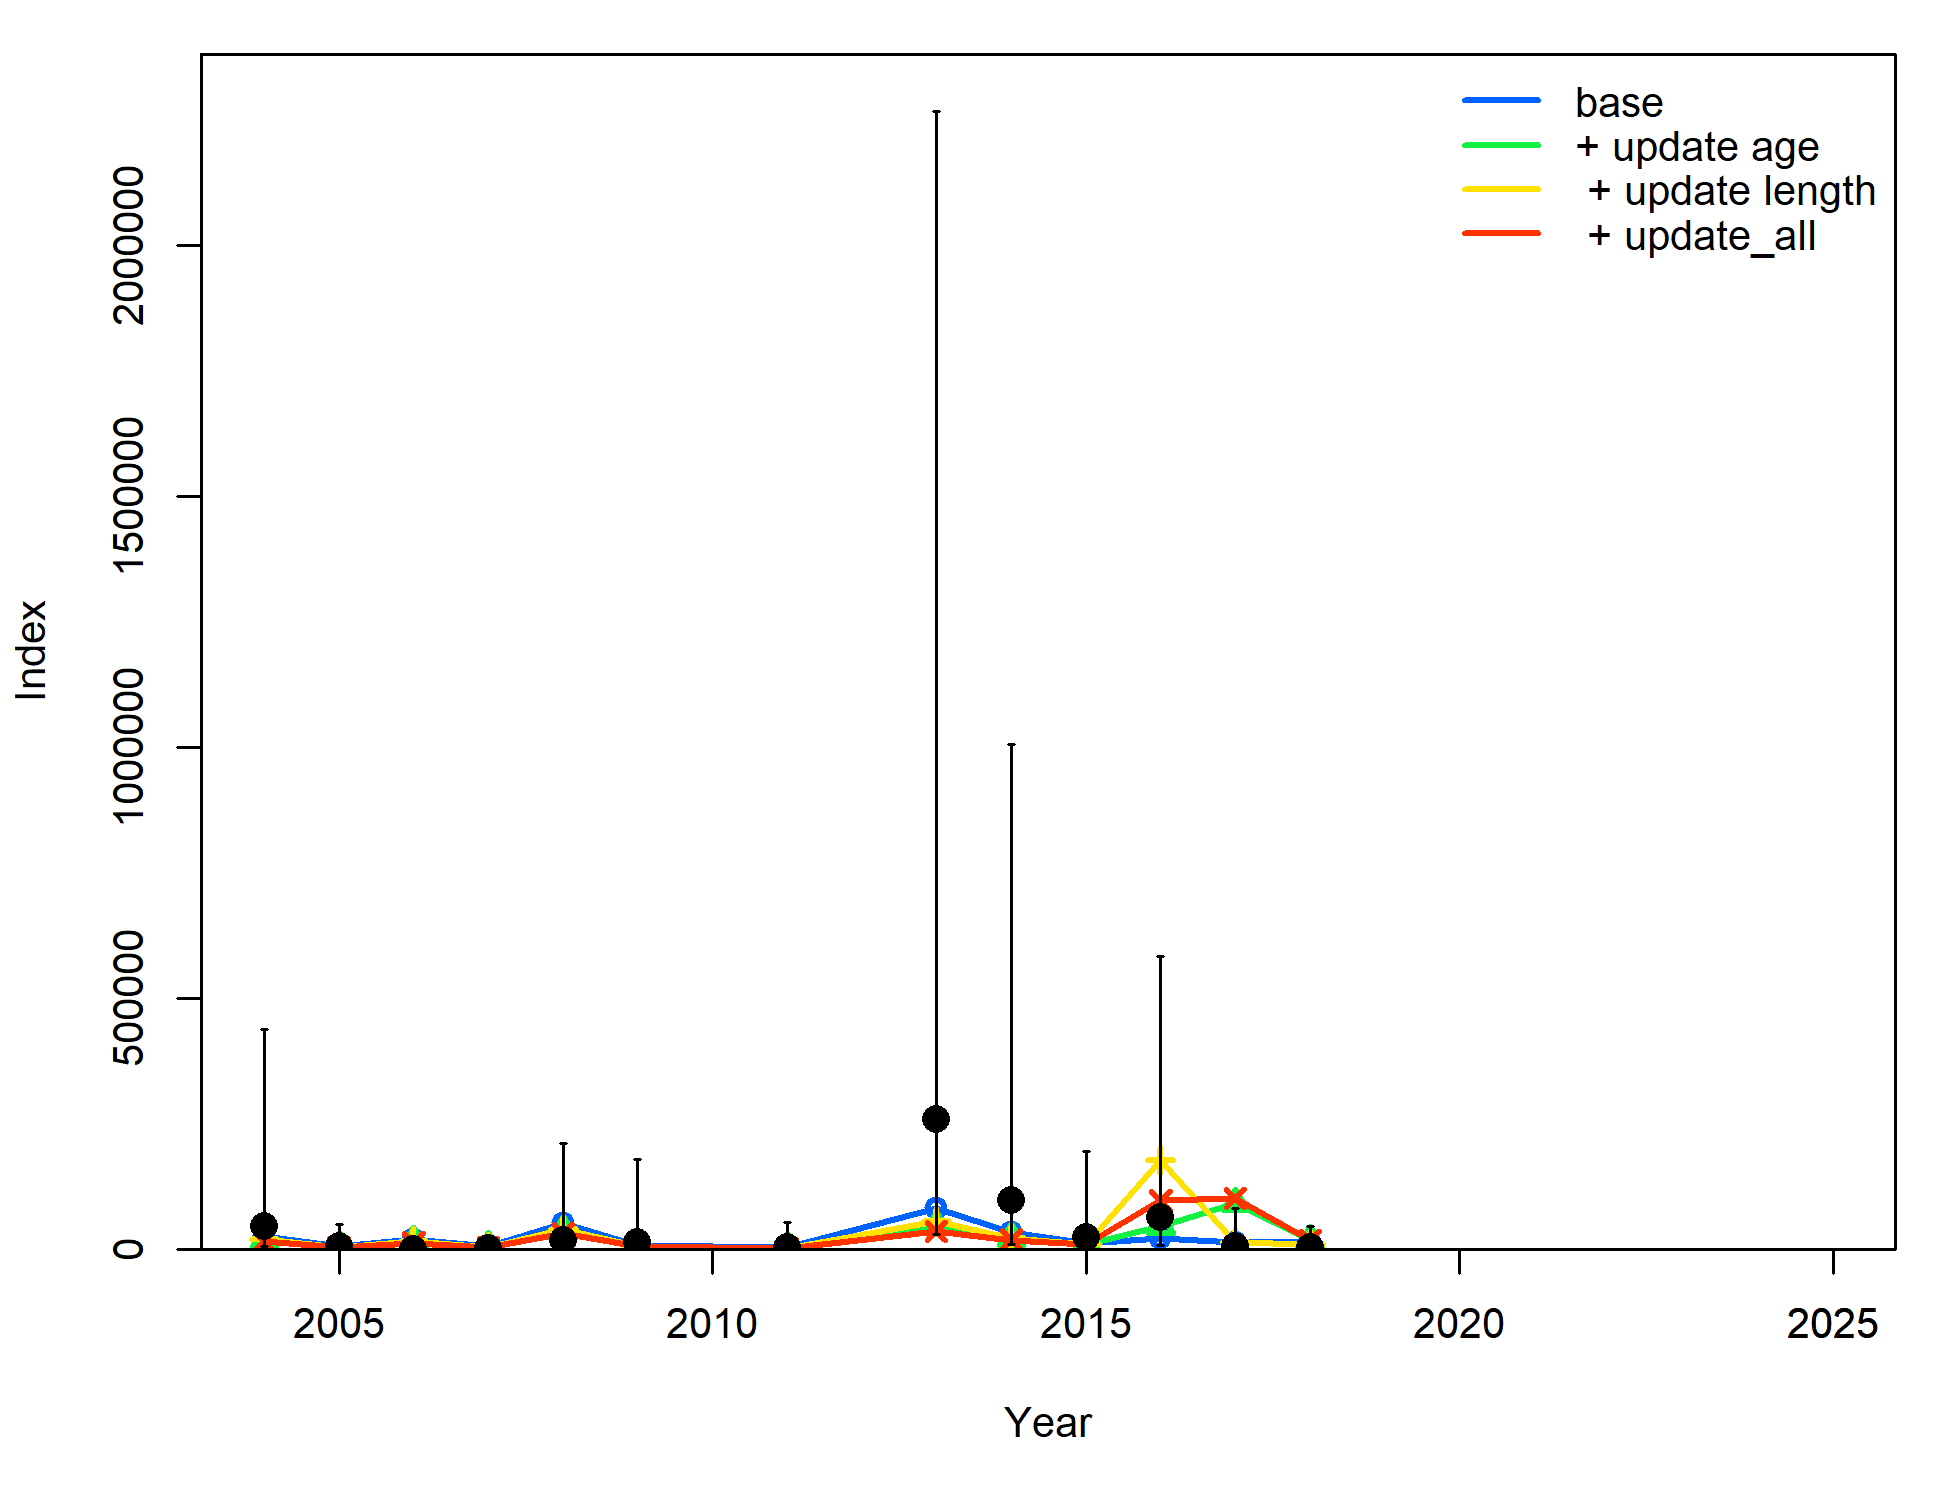 base
+ update age
+ update length
+ update_all
2000000
1500000
1000000
500000
0
Index
2005
2010
2015
2020
2025
Year